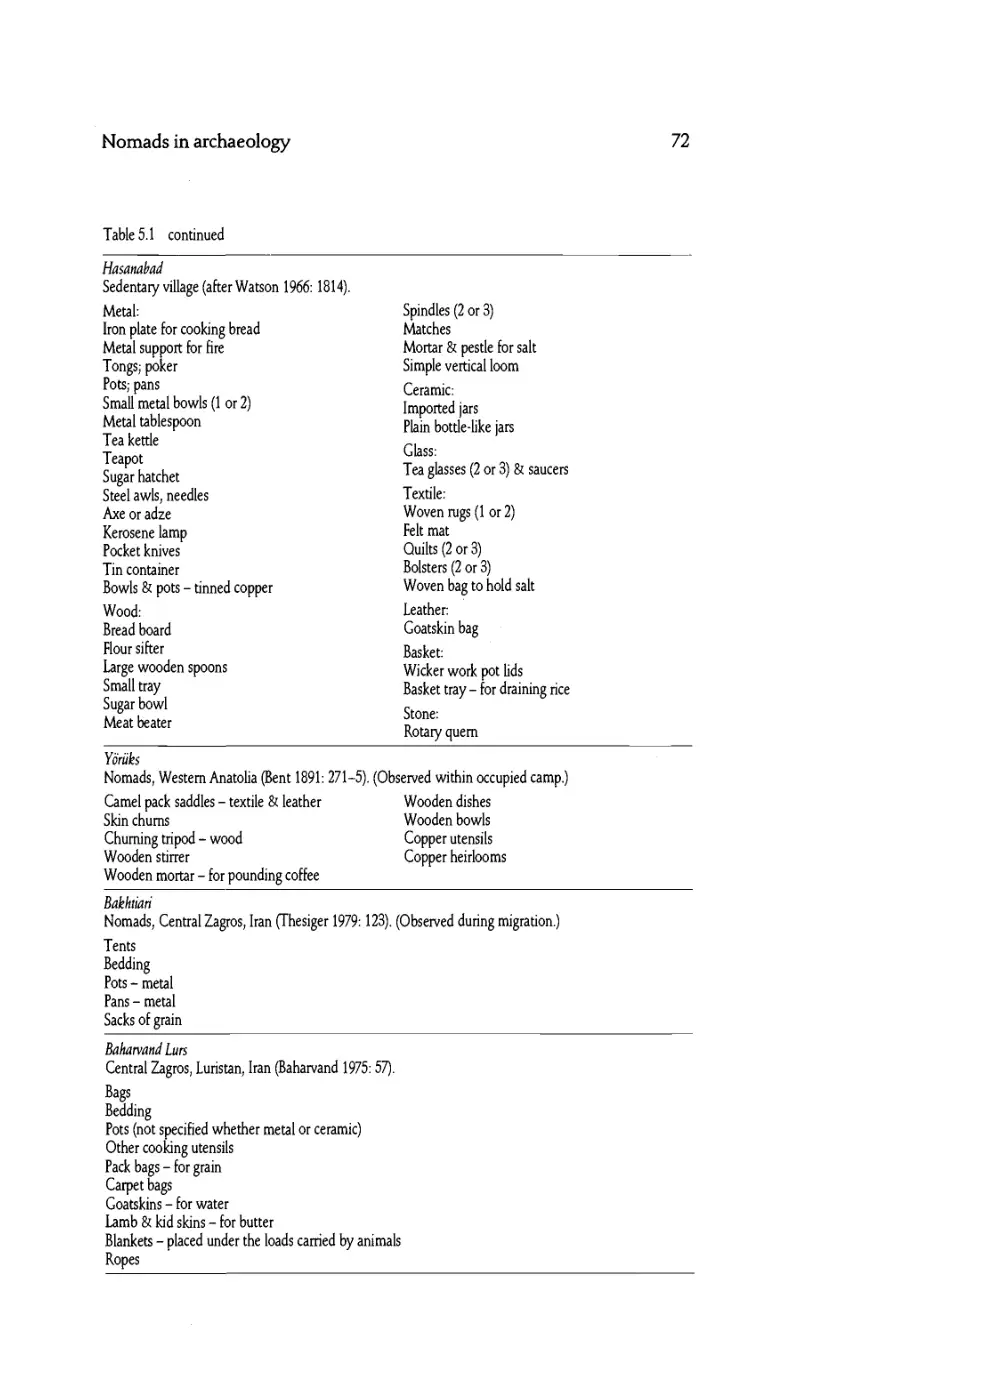 Nomads in archaeology 72
Table 5.1 continued
Hasanabad
Sedentary village (after Watson 1966: 1814).
Metal:
Iron plate for cooking bread
Metal support for fire
Tongs; poker
Pots; pans
Small metal bowls (1 or 2)
Metal tablespoon
Tea kettle
Teapot
Sugar hatchet
Steel awls, needles
Axe or adze
Kerosene lamp
Pocket knives
Tin container
Bowls & pots – tinned copper
Wood:
Bread board
Flour sifter
Large wooden spoons
Small tray
Sugar bowl
Meat beater
Spindles (2 or 3)
Matches
Mortar & pestle for salt
Simple vertical loom
Ceramic:
Imported jars
Plain bottle-like jars
Glass:
Tea glasses (2 or 3) & saucers
Textile:
Woven rugs (1 or 2)
Felt mat
Quilts (2 or 3)
Bolsters (2 or 3)
Woven bag to hold salt
Leather:
Goatskin bag
Basket:
Wicker work pot lids
Basket tray – for draining rice
Stone:
Rotary quern
Yörüks
Nomads, Western Anatolia (Bent 1891: 271–5). (Observed within occupied camp.)
Camel pack saddles – textile & leather
Skin churns
Churning tripod – wood
Wooden stirrer
Wooden mortar – for pounding coffee
Wooden dishes
Wooden bowls
Copper utensils
Copper heirlooms
Bakhtiari
Nomads, Central Zagros, Iran (Thesiger 1979: 123). (Observed during migration.)
Tents
Bedding
Pots – metal
Pans – metal
Sacks of grain
Baharvand Lurs
Central Zagros, Luristan, Iran (Baharvand 1975: 57).
Bags
Bedding
Pots (not specified whether metal or ceramic)
Other cooking utensils
Pack bags – for grain
Carpet bags
Goatskins – for water
Lamb & kid skins – for butter
Blankets – placed under the loads carried by animals
Ropes